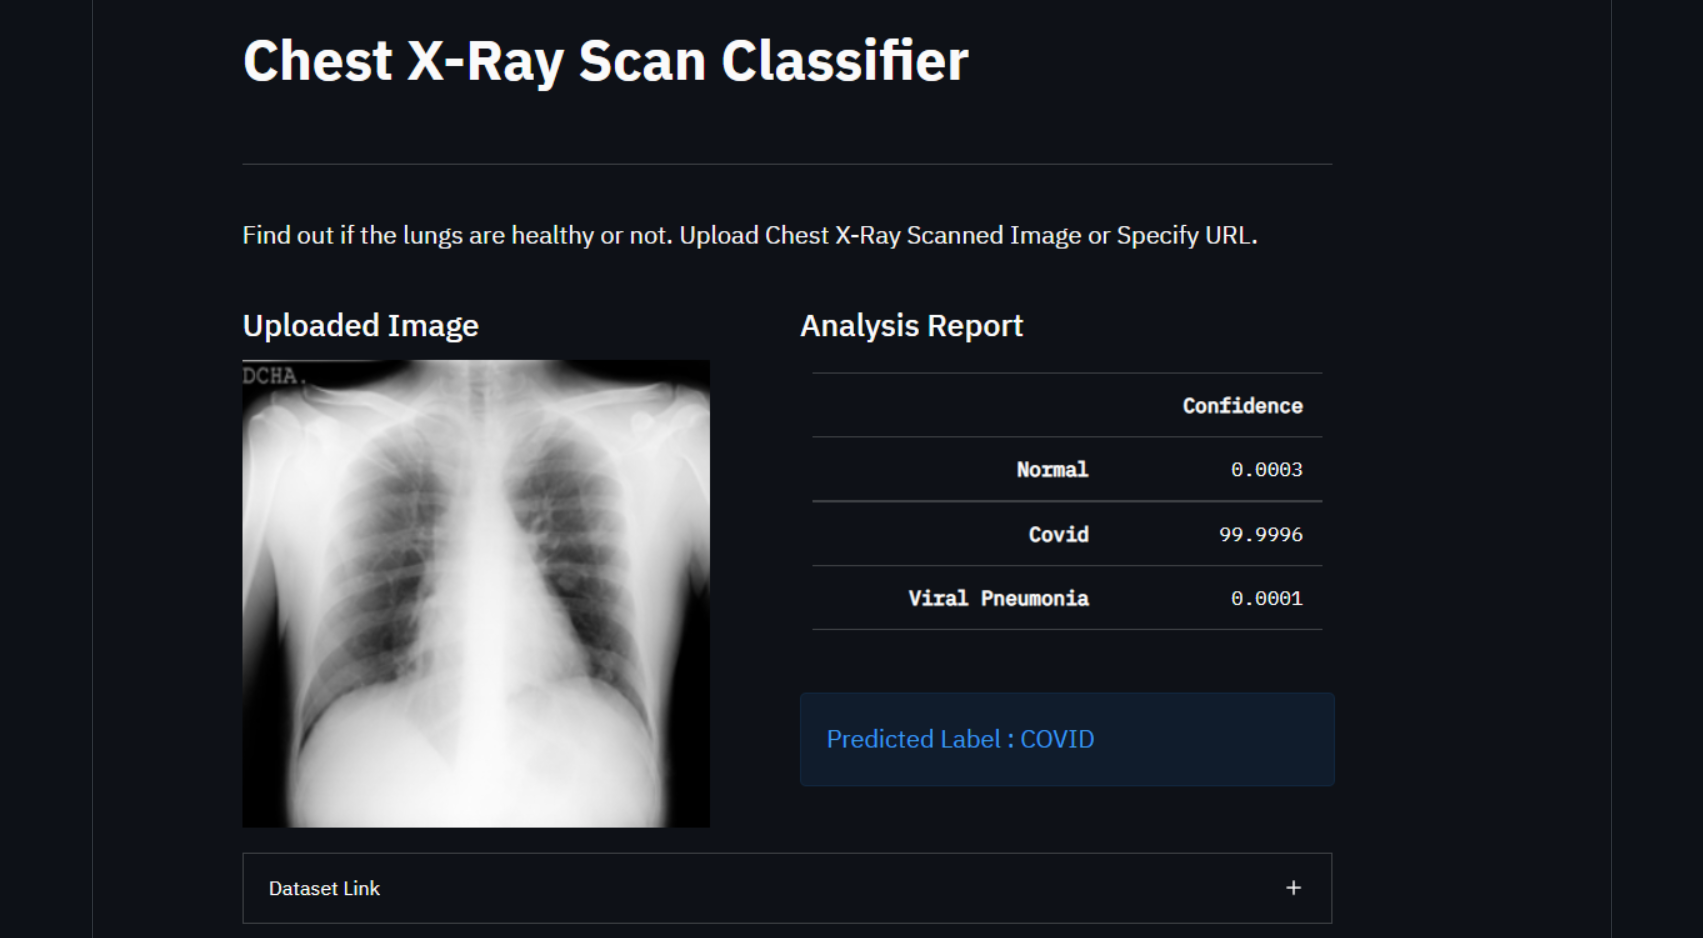 Chest X-Ray Scan Classifier
Find out if the lungs are healthy or not. Upload Chest X-Ray Scanned Image or Specify URL.
Uploaded Image
DCHA.
Analysis Report
Confidence
Normal 0.0003
Covid 99.9996
Viral Pneumonia 0.0001
Predicted Label : COVID
Dataset Link +